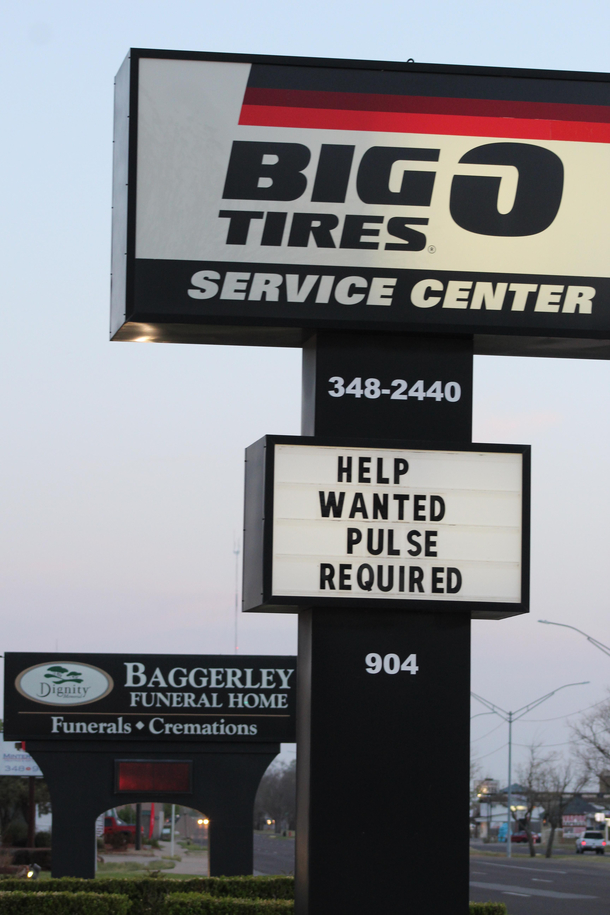 BIG O
TIRES®
SERVICE CENTER
348-2440
HELP
WANTED
PULSE
REQUIRED
904
Dignity
BAGGERLEY
FUNERAL HOME
Funerals ♦ Cremations